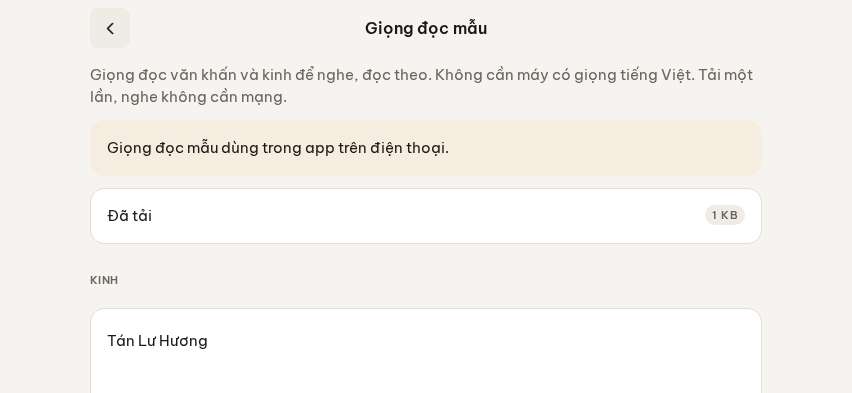 Giọng đọc mẫu
Giọng đọc văn khấn và kinh để nghe, đọc theo. Không cần máy có giọng tiếng Việt. Tải một
lần, nghe không cần mạng.
Giọng đọc mẫu dùng trong app trên điện thoại.
Đã tải
1 KB
KINH
Tán Lư Hương